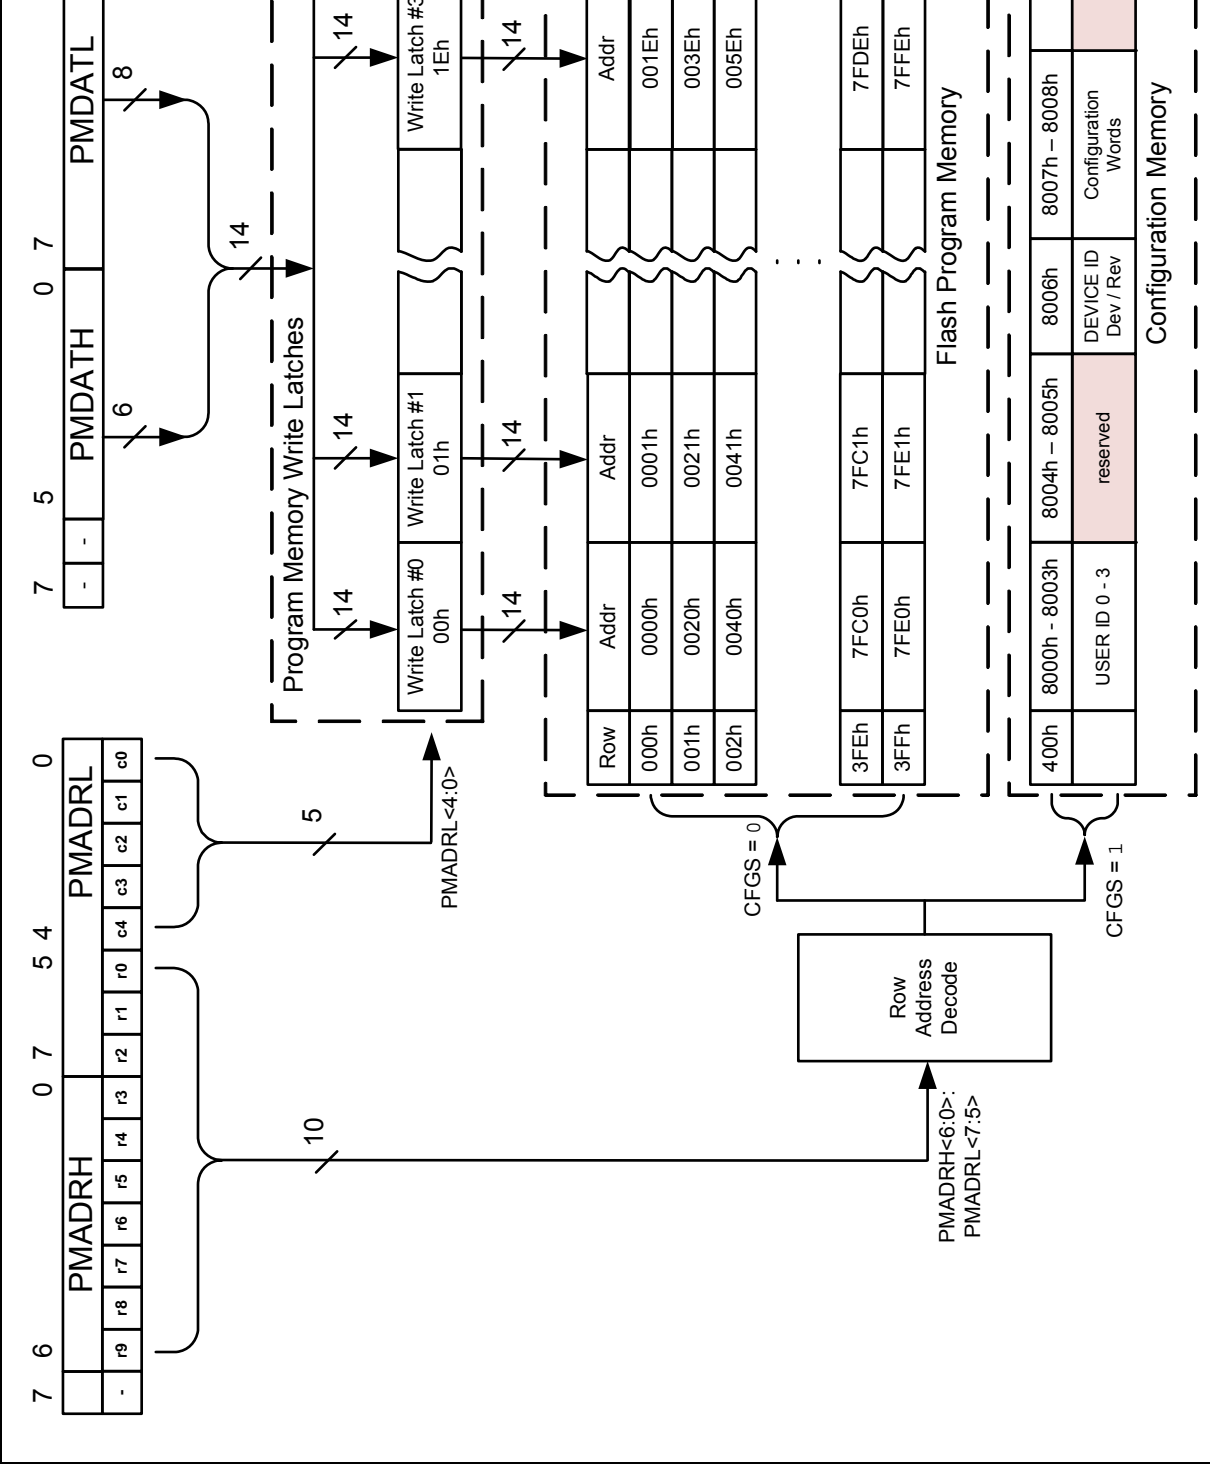 7 6 0 7 5 4 0
PMADRH PMADRL
- r9 r8 r7 r6 r5 r4 r3 r2 r1 r0 c4 c3 c2 c1 c0
7 5 0 7
PMDATH PMDATL
- -
6 8
14
10
5
Program Memory Write Latches
14 14 14
Write Latch #0
00h
Write Latch #1
01h
Write Latch
1Eh
PMADRL<4:0>
14 14 14
Row Addr Addr Addr
000h 0000h 0001h 001Eh
001h 0020h 0021h 003Eh
002h 0040h 0041h 005Eh
. . .
3FEh 7FC0h 7FC1h 7FDEh
3FFh 7FE0h 7FE1h 7FFEh
Flash Program Memory
CFGS = 0
Row
Address
Decode
PMADRH<6:0>:
PMADRL<7:5>
CFGS = 1
400h 8000h - 8003h 8004h – 8005h 8006h 8007h – 8008h
USER ID 0 - 3
reserved
DEVICE ID
Dev / Rev
Configuration
Words
Configuration Memory